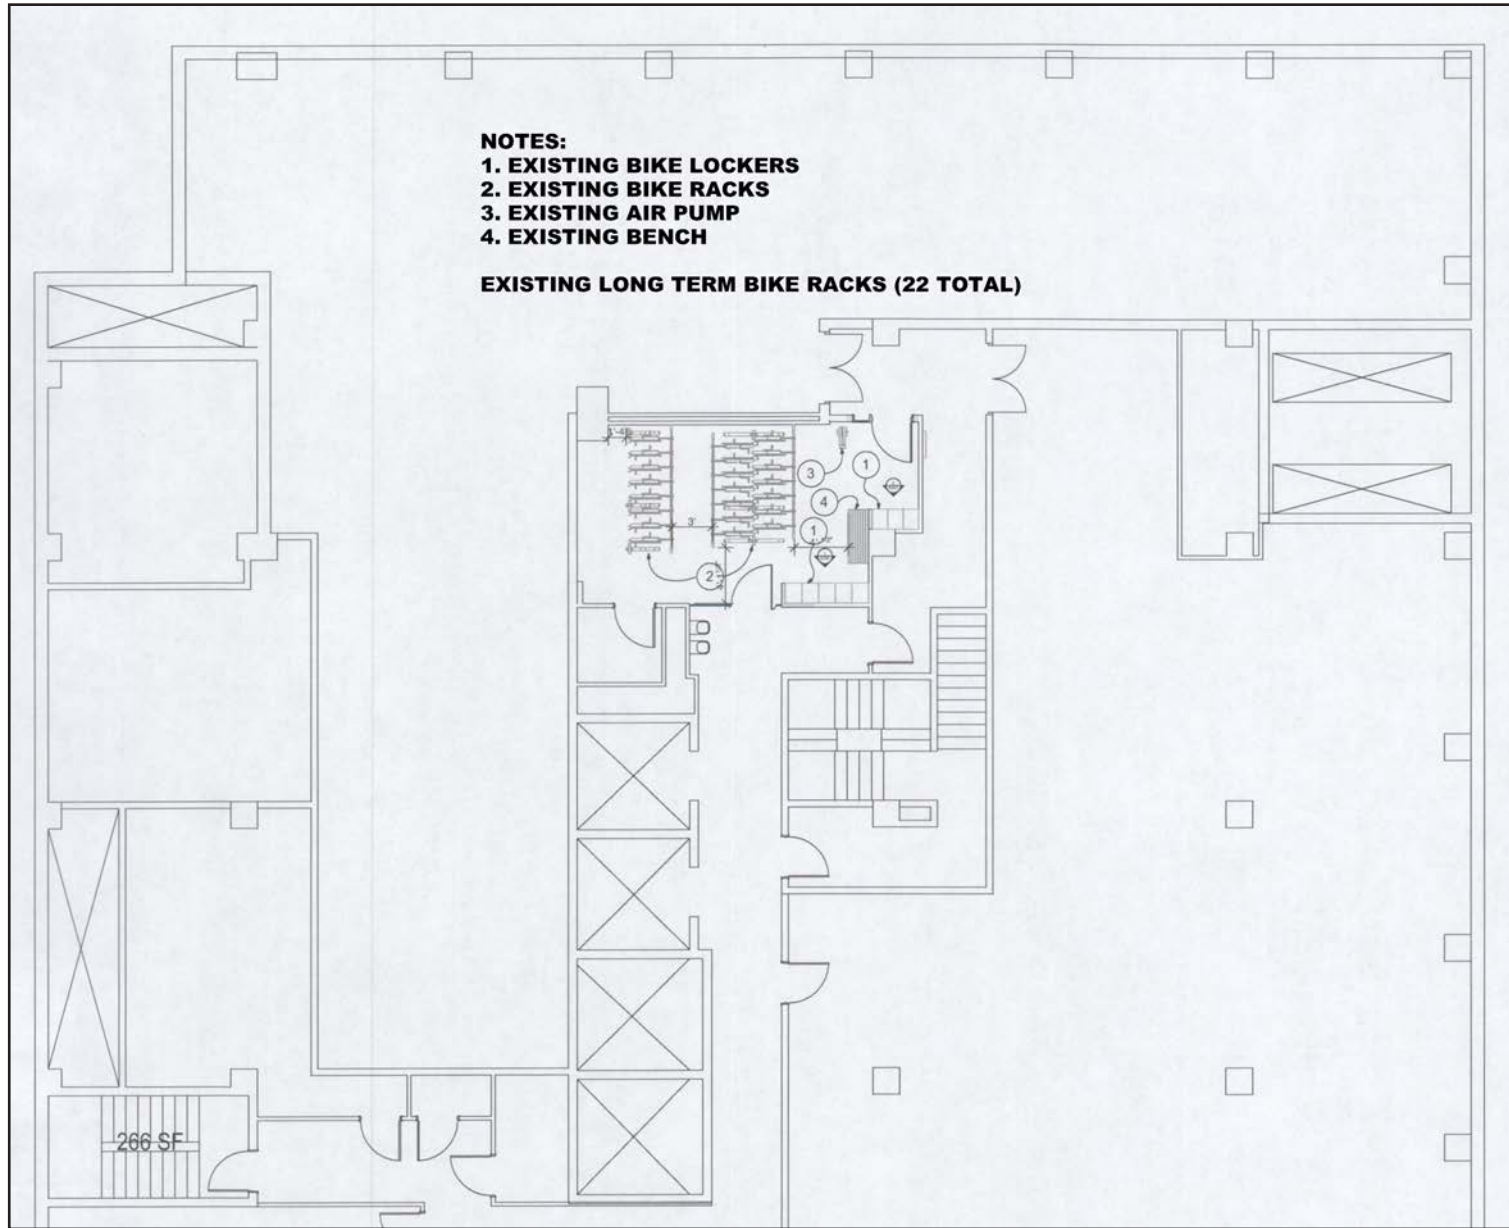 NOTES:
1. EXISTING BIKE LOCKERS
2. EXISTING BIKE RACKS
3. EXISTING AIR PUMP
4. EXISTING BENCH
EXISTING LONG TERM BIKE RACKS (22 TOTAL)
3
1
4
3'
1
2
266 SF